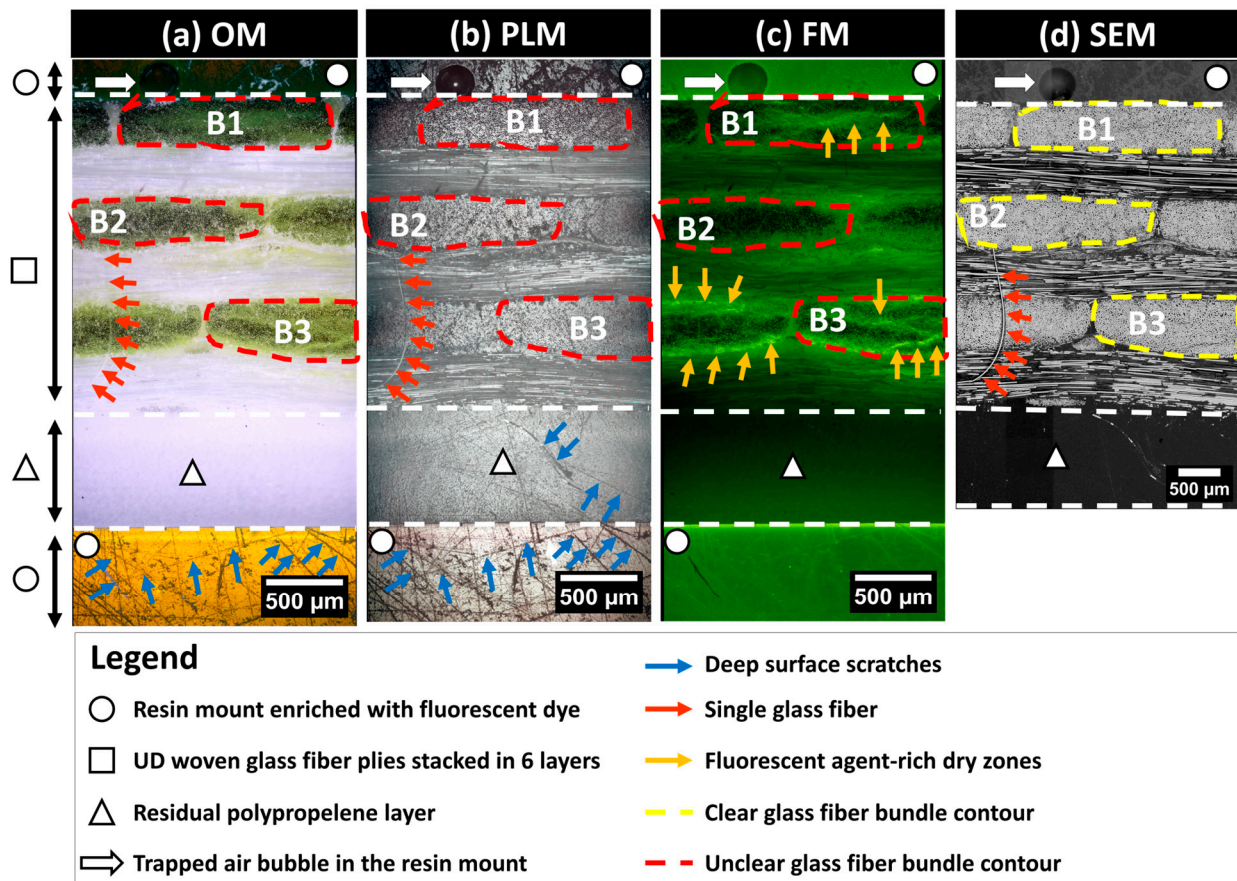 (a) OM (b) PLM (c) FM (d) SEM
B1 B1 B1 B1
B2 B2 B2 B2
B3 B3 B3 B3
500 µm
500 µm 500 µm 500 µm
Legend
Resin mount enriched with fluorescent dye
UD woven glass fiber plies stacked in 6 layers
Residual polypropelene layer
Trapped air bubble in the resin mount
Deep surface scratches
Single glass fiber
Fluorescent agent-rich dry zones
Clear glass fiber bundle contour
Unclear glass fiber bundle contour